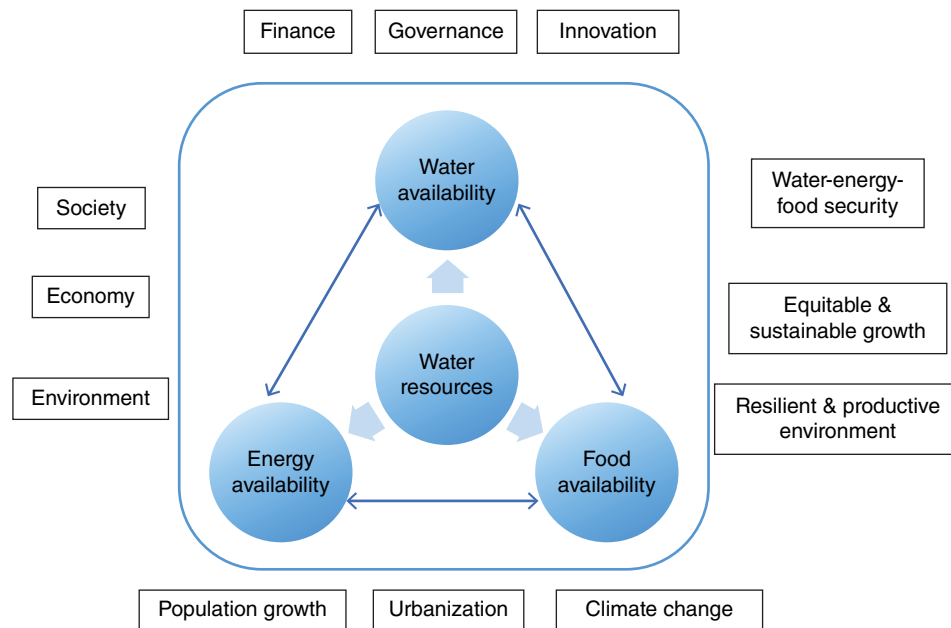 Finance
Governance
Innovation
Water
availability
Society
Water-energy-
food security
Economy
Equitable &
sustainable growth
Water
resources
Environment
Resilient & productive
environment
Energy
availability
Food
availability
Population growth
Urbanization
Climate change